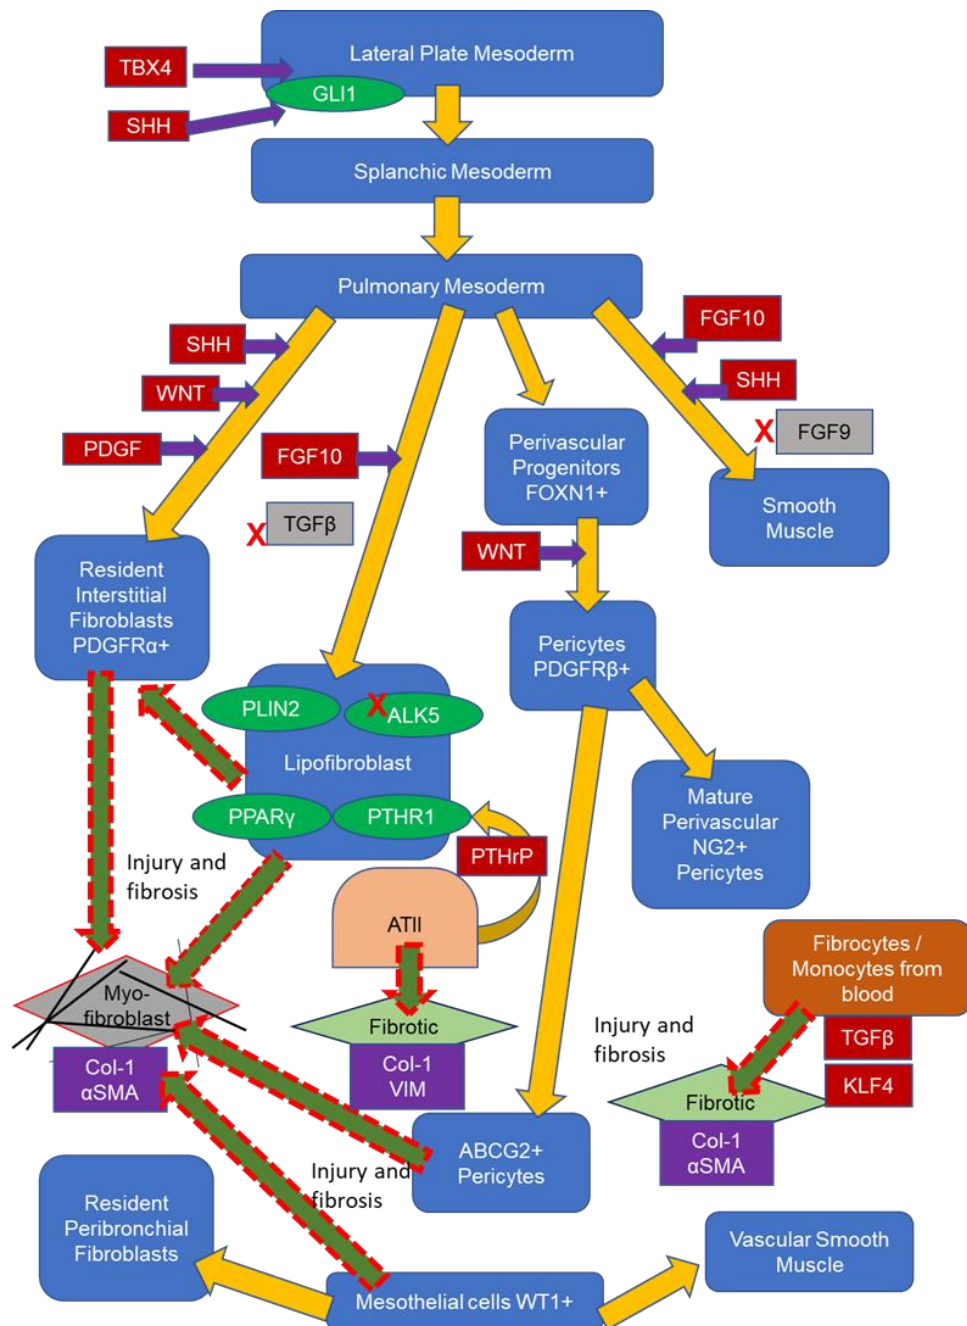 Lateral Plate Mesoderm
TBX4
GLI1
SHH
Splanchic Mesoderm
Pulmonary Mesoderm
SHH
WNT
PDGF
FGF10
X
TGFβ
FGF10
SHH
X
FGF9
Perivascular
Progenitors
FOXN1+
Smooth
Muscle
WNT
Resident
Interstitial
Fibroblasts
PDGFRα+
Pericytes
PDGFRβ+
PLIN2
X
ALK5
Lipofibroblast
PPARγ
PTHR1
PTHrP
Mature
Perivascular
NG2+
Pericytes
Injury and
fibrosis
ATII
Fibrocytes /
Monocytes from
blood
Myo-
fibroblast
Fibrotic
Injury and
fibrosis
TGFβ
KLF4
Col-1
αSMA
Col-1
VIM
Fibrotic
Col-1
αSMA
ABCG2+
Pericytes
Injury and
fibrosis
Resident
Peribronchial
Fibroblasts
Vascular Smooth
Muscle
Mesothelial cells WT1+